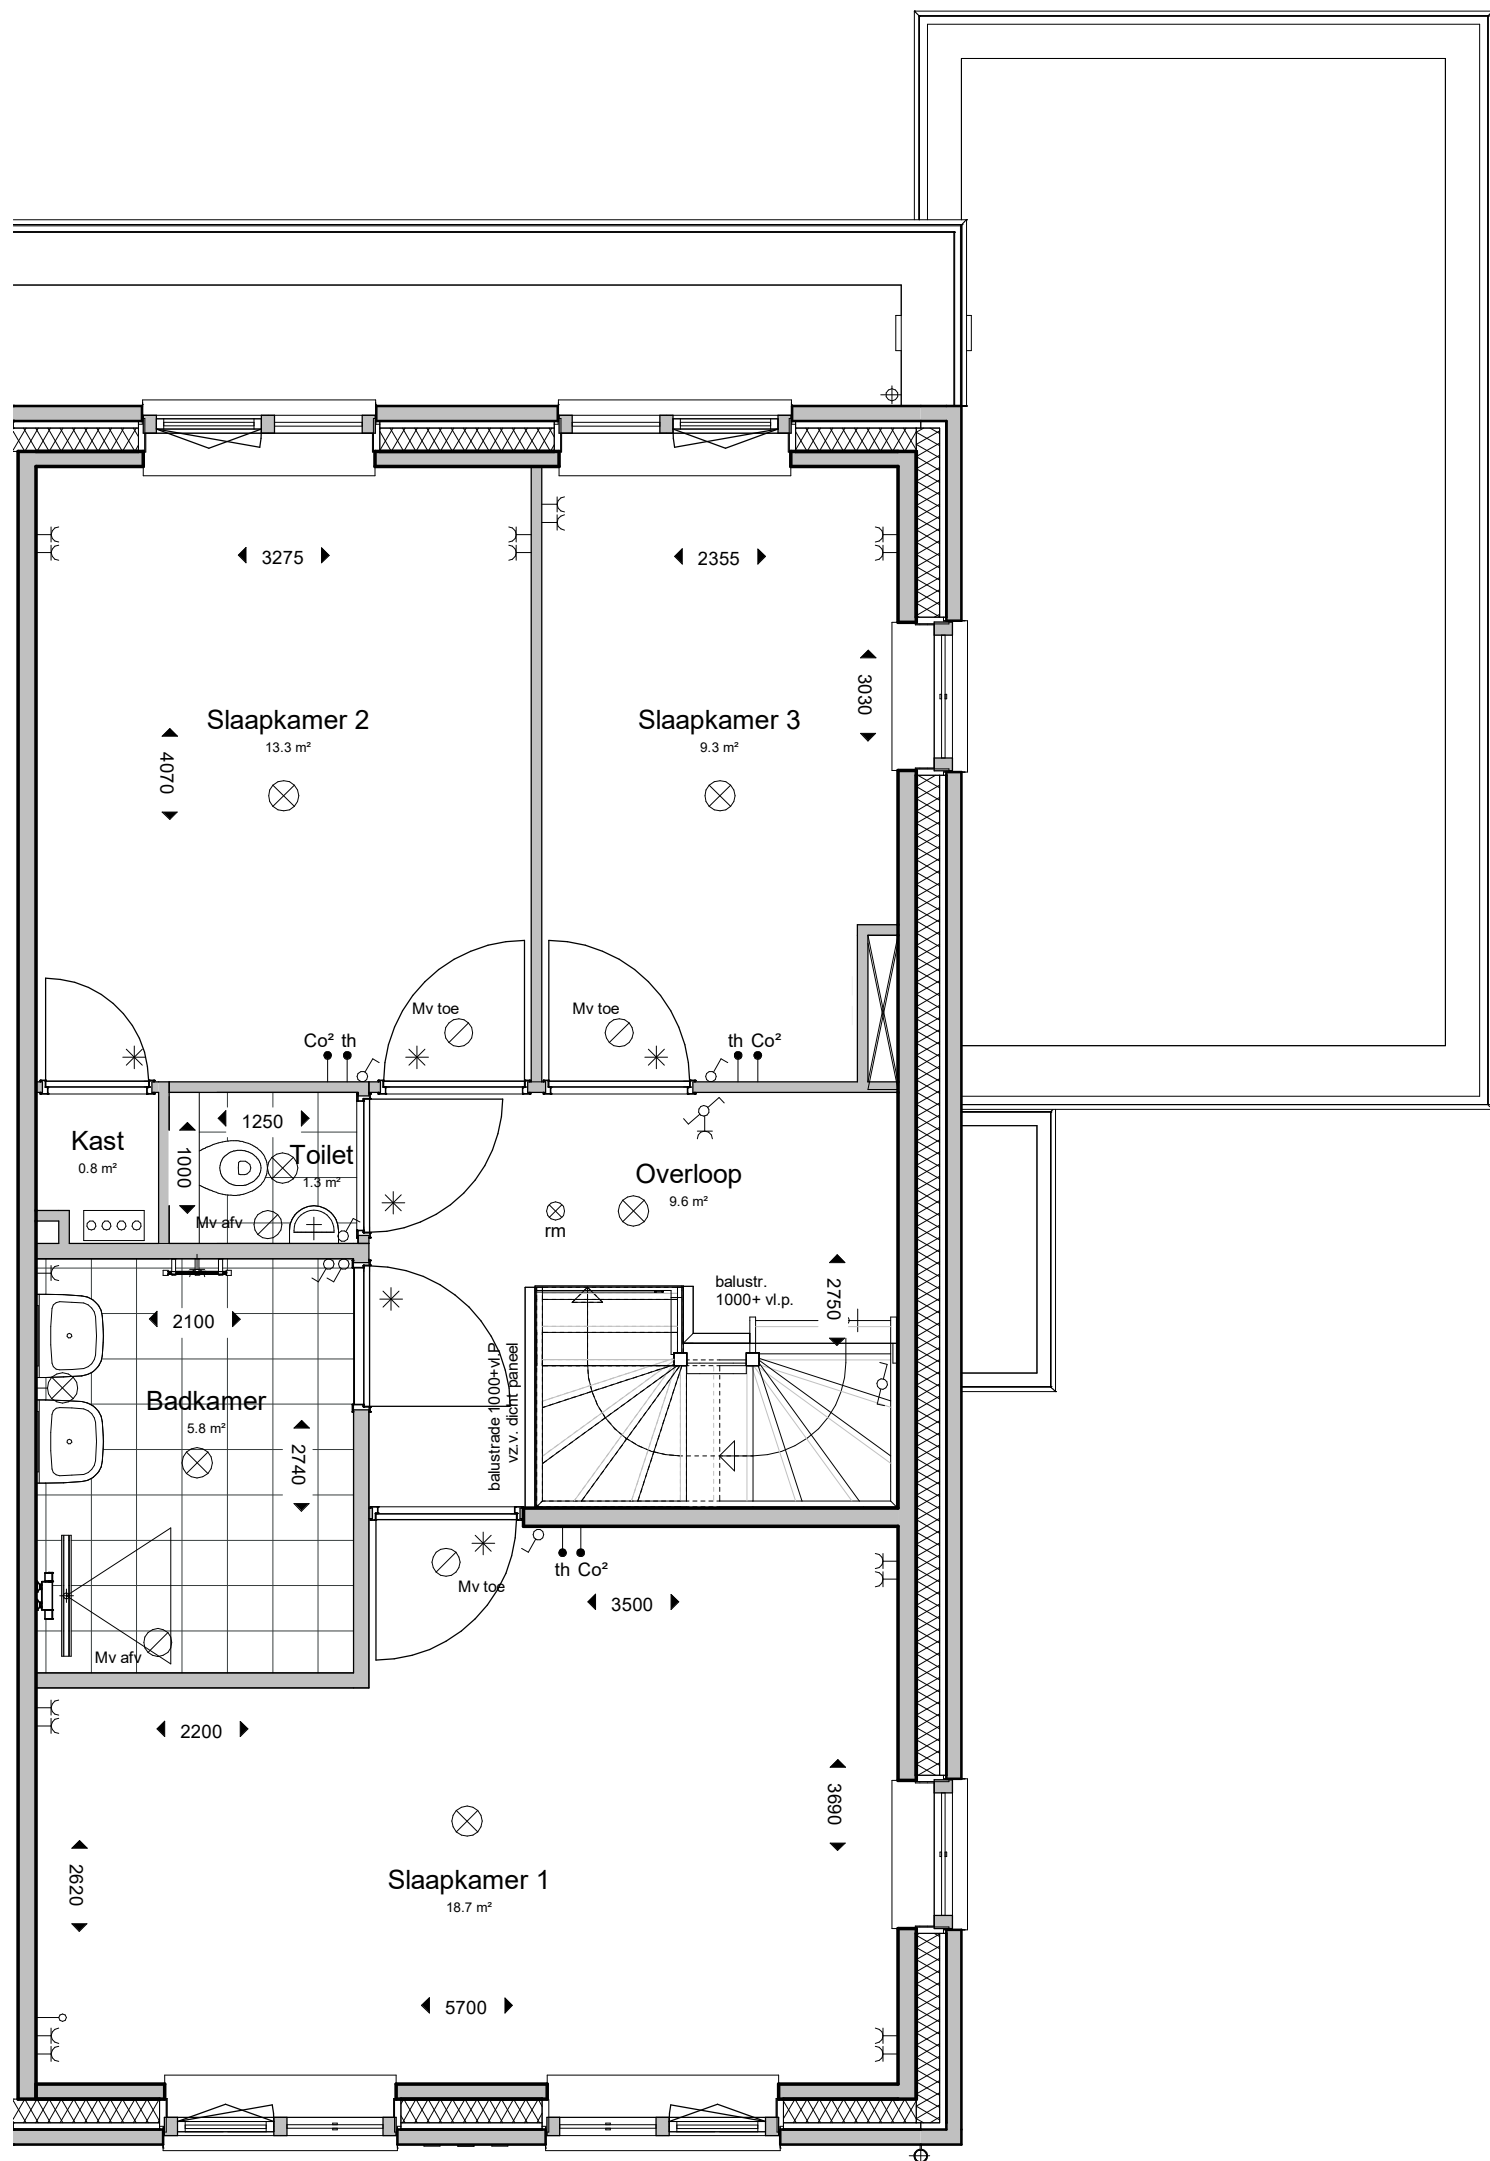 3275
2355
3030
Slaapkamer 2
13.3 m²
Slaapkamer 3
9.3 m²
4070
Mv toe
Mv toe
Co² th
th Co²
1250
Kast
0.8 m²
1000
Toilet
1.3 m²
Mv afv
Overloop
9.6 m²
rm
balustr.
1000+ vl.p.
2750
2100
balustrade 1000+vl.P
vz.v. dicht paneel
Badkamer
5.8 m²
2740
th Co²
Mv toe
3500
Mv afv
2200
3690
2620
Slaapkamer 1
18.7 m²
5700